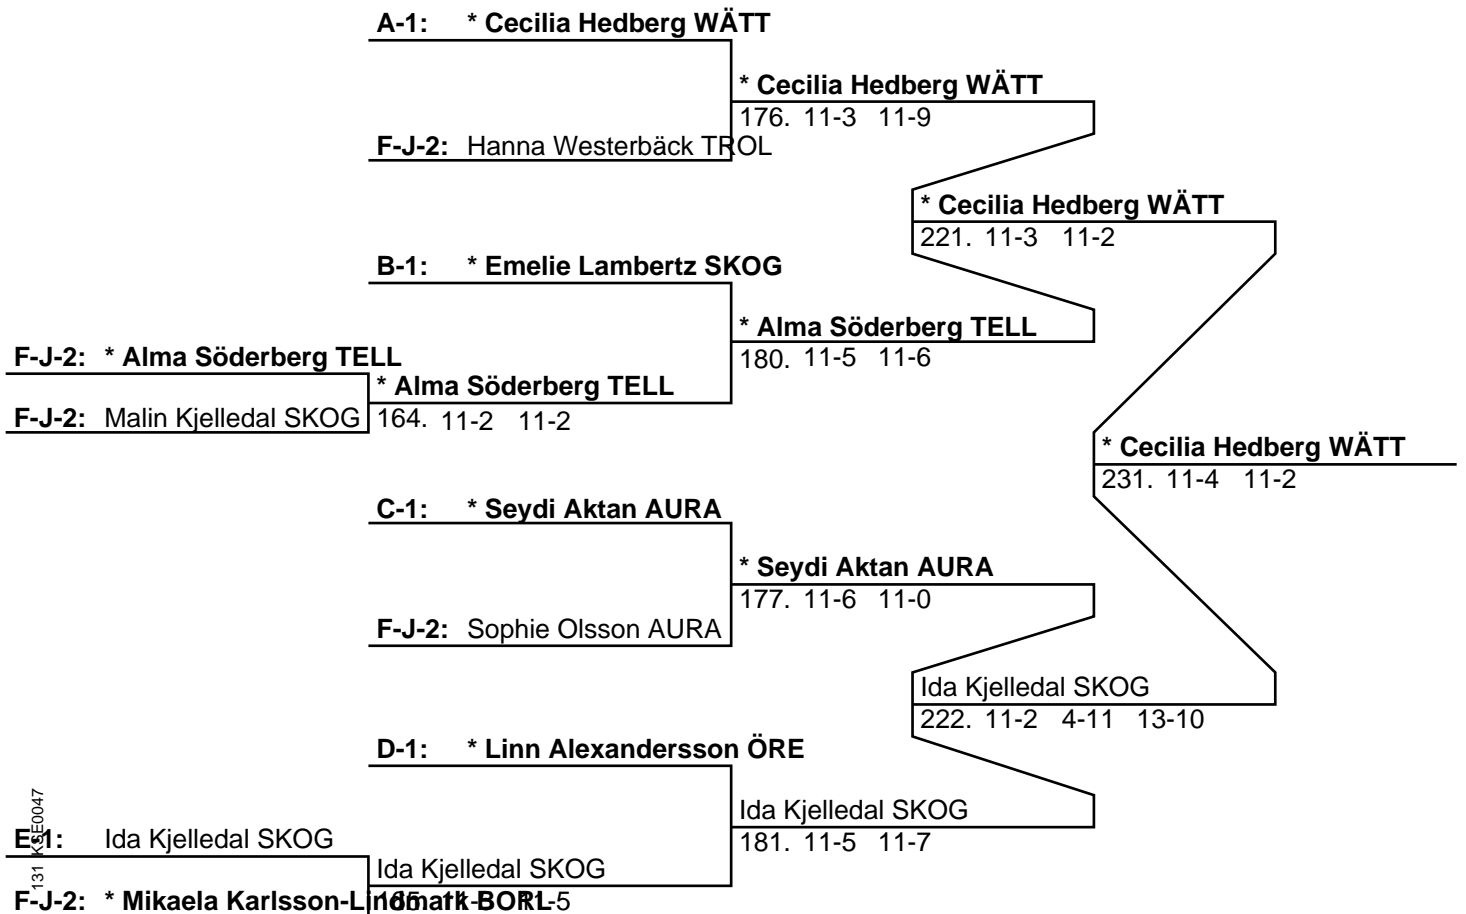 A-1: * Cecilia Hedberg WÄTT
* Cecilia Hedberg WÄTT
176. 11-3 11-9
F-J-2: Hanna Westerbäck TROL
* Cecilia Hedberg WÄTT
221. 11-3 11-2
B-1: * Emelie Lambertz SKOG
* Alma Söderberg TELL
180. 11-5 11-6
F-J-2: * Alma Söderberg TELL
* Alma Söderberg TELL
F-J-2: Malin Kjelledal SKOG
164. 11-2 11-2
* Cecilia Hedberg WÄTT
231. 11-4 11-2
C-1: * Seydi Aktan AURA
* Seydi Aktan AURA
177. 11-6 11-0
F-J-2: Sophie Olsson AURA
Ida Kjelledal SKOG
222. 11-2 4-11 13-10
D-1: * Linn Alexandersson ÖRE
Ida Kjelledal SKOG
181. 11-5 11-7
E-1: Ida Kjelledal SKOG
Ida Kjelledal SKOG
F-J-2: * Mikaela Karlsson-Lindmark BORL
131 KSE0047